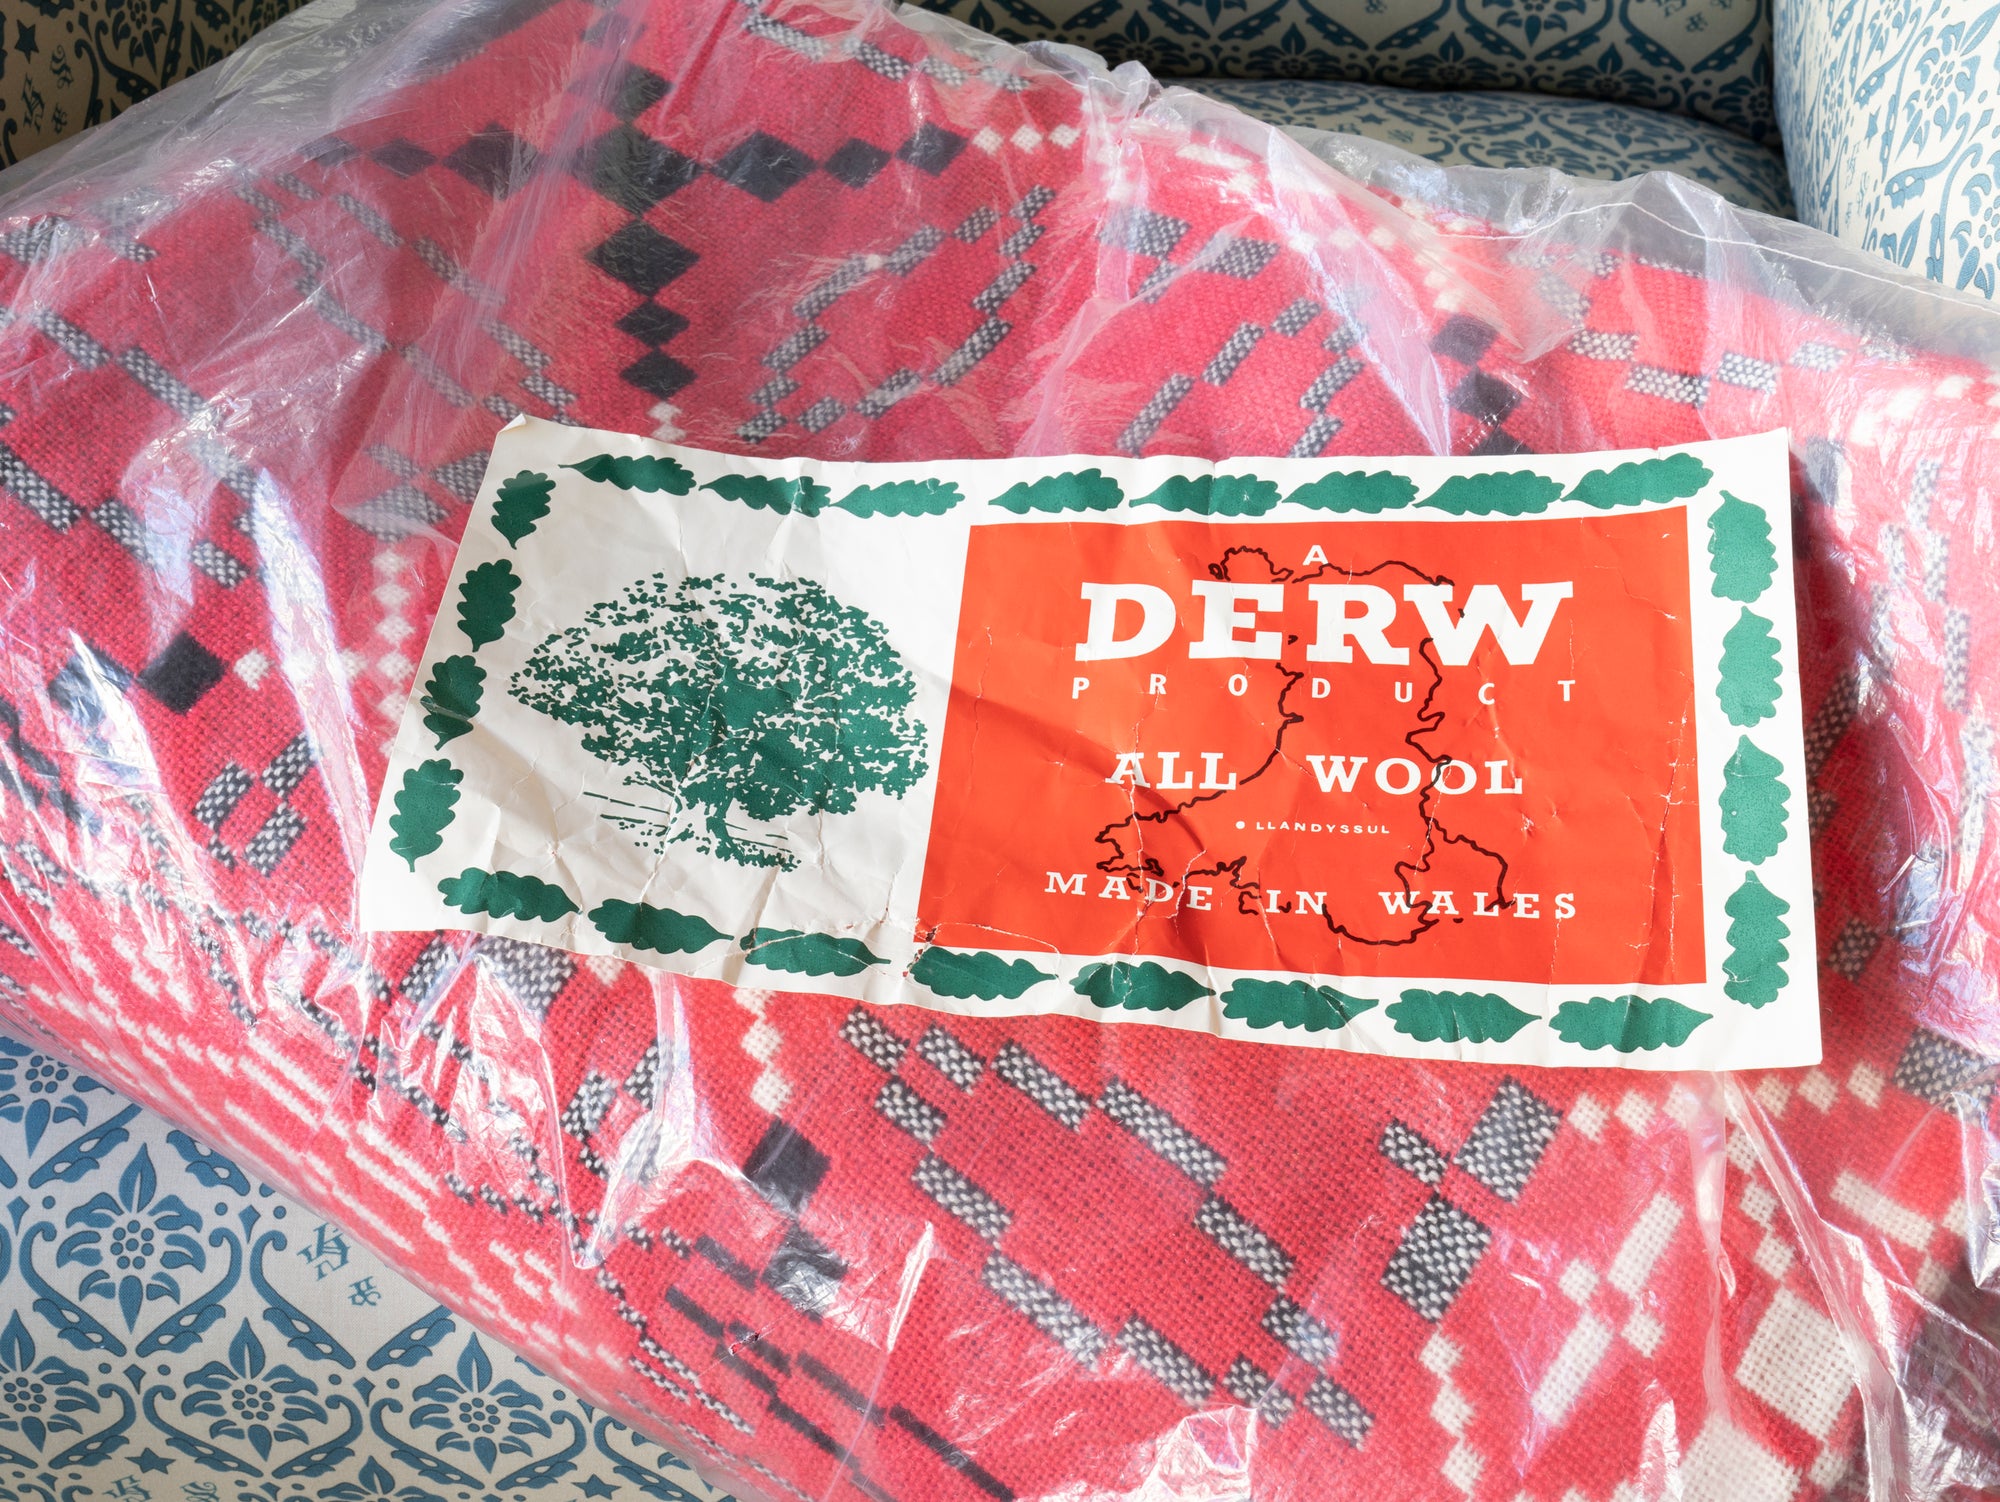 A
DERW
PRODUCT
ALL WOOL
LLANDYSSUL
MADE IN WALES